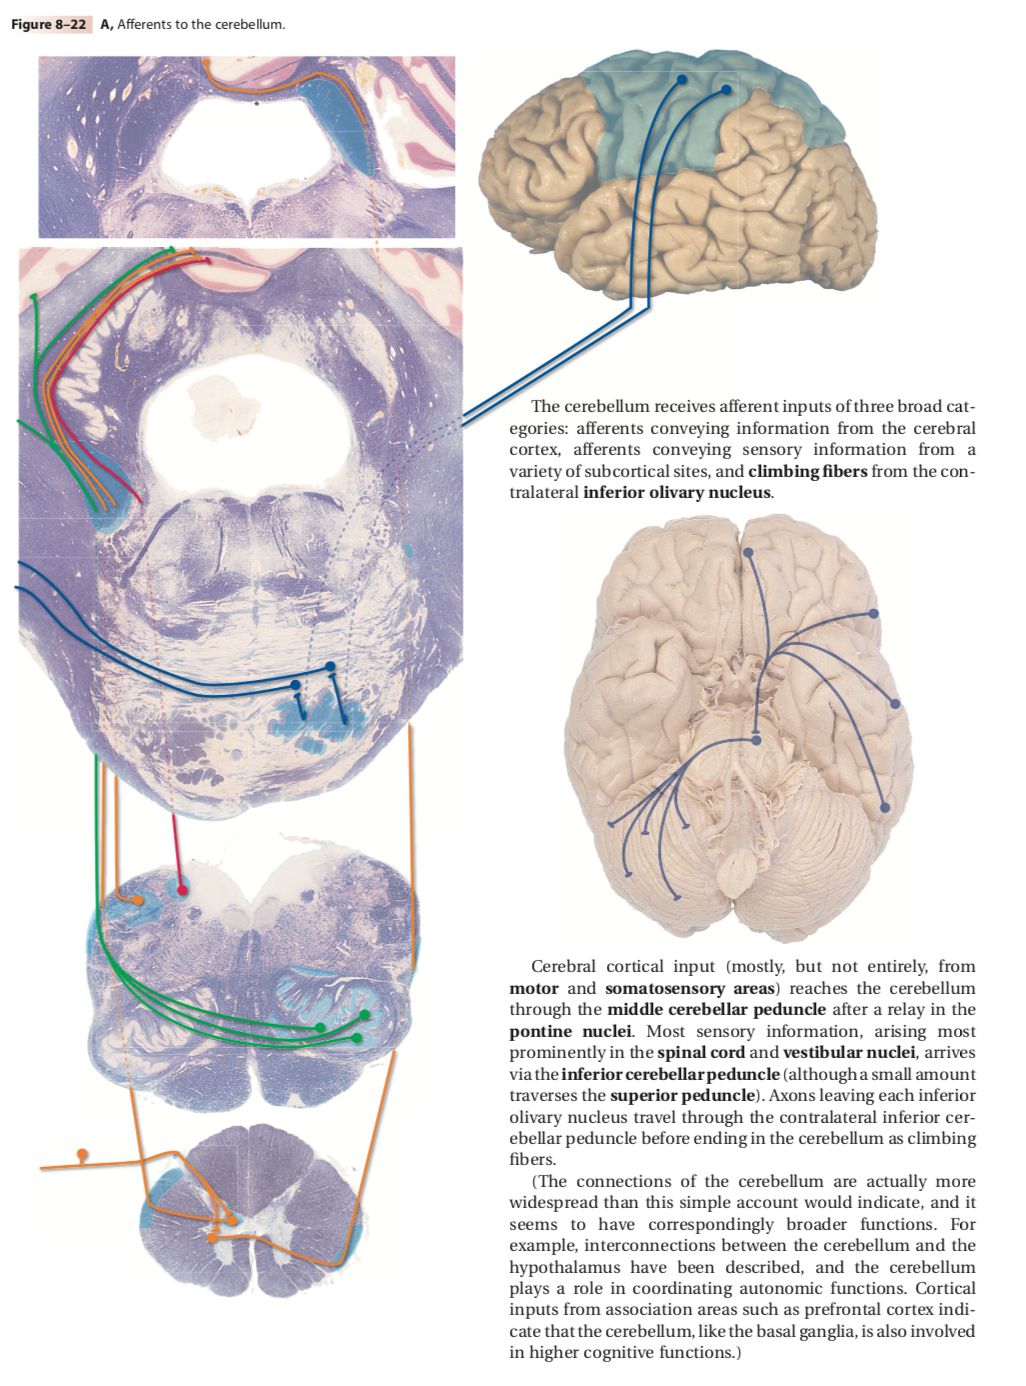 Figure 8–22 A, Afferents to the cerebellum.
The cerebellum receives afferent inputs of three broad cat-
egories: afferents conveying information from the cerebral
cortex, afferents conveying sensory information from a
variety of subcortical sites, and climbing fibers from the con-
tralateral inferior olivary nucleus.
Cerebral cortical input (mostly, but not entirely, from
motor and somatosensory areas) reaches the cerebellum
through the middle cerebellar peduncle after a relay in the
pontine nuclei. Most sensory information, arising most
prominently in the spinal cord and vestibular nuclei, arrives
via the inferior cerebellar peduncle (although a small amount
traverses the superior peduncle). Axons leaving each inferior
olivary nucleus travel through the contralateral inferior cer-
ebellar peduncle before ending in the cerebellum as climbing
fibers.
(The connections of the cerebellum are actually more
widespread than this simple account would indicate, and it
seems to have correspondingly broader functions. For
example, interconnections between the cerebellum and the
hypothalamus have been described, and the cerebellum
plays a role in coordinating autonomic functions. Cortical
inputs from association areas such as prefrontal cortex indi-
cate that the cerebellum, like the basal ganglia, is also involved
in higher cognitive functions.)